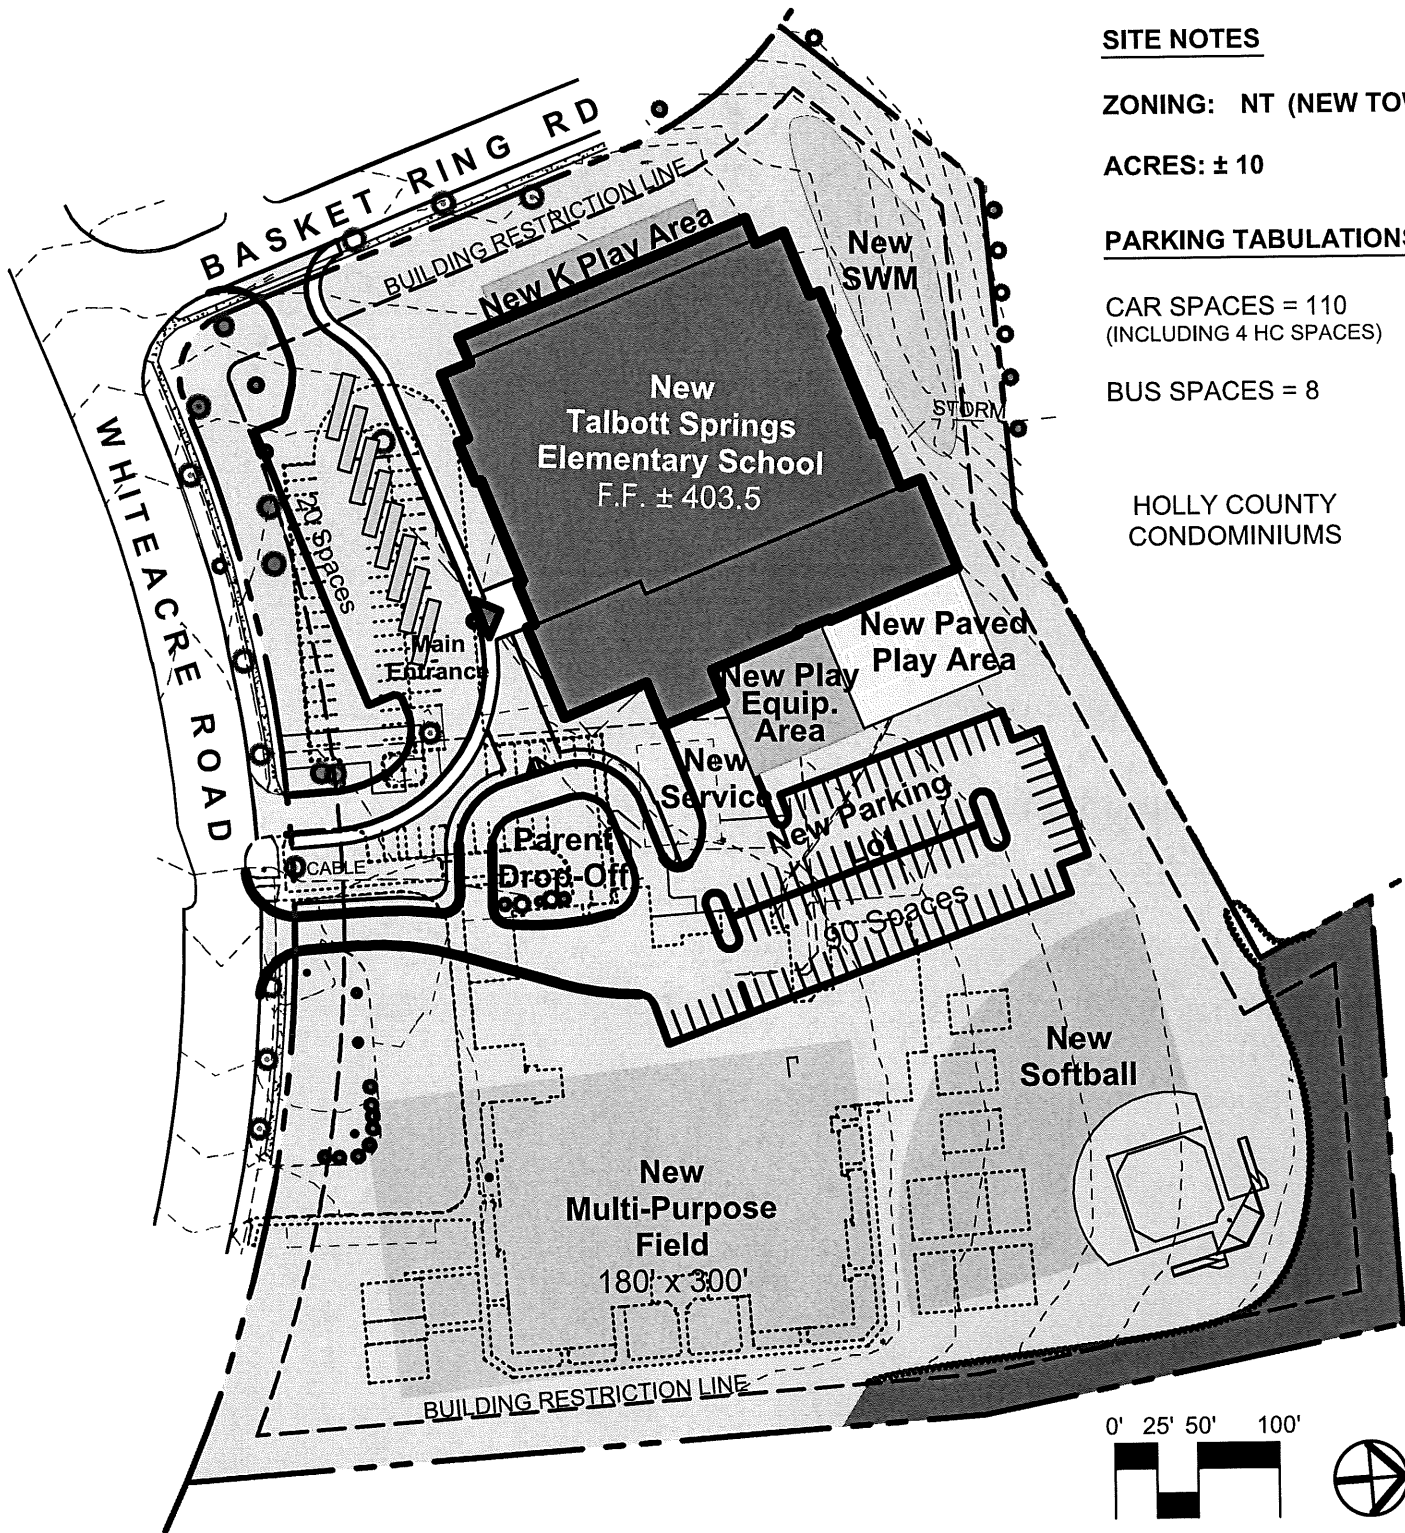 SITE NOTES
ZONING: NT (NEW TOW
ACRES: ± 10
PARKING TABULATIONS
CAR SPACES = 110
(INCLUDING 4 HC SPACES)
BUS SPACES = 8
HOLLY COUNTY
CONDOMINIUMS
BASKET RING RD
BUILDING RESTRICTION LINE
New K Play Area
New
SWM
STORM
New
Talbott Springs
Elementary School
F.F. ± 403.5
WHITEACRE ROAD
20 Spaces
Main
Entrance
New Paved
Play Area
New Play
Equip.
Area
New
Service
New Parking
Lot
90 Spaces
Parent
Drop-Off
CABLE
New
Softball
New
Multi-Purpose
Field
180' x 300'
BUILDING RESTRICTION LINE
0' 25' 50' 100'